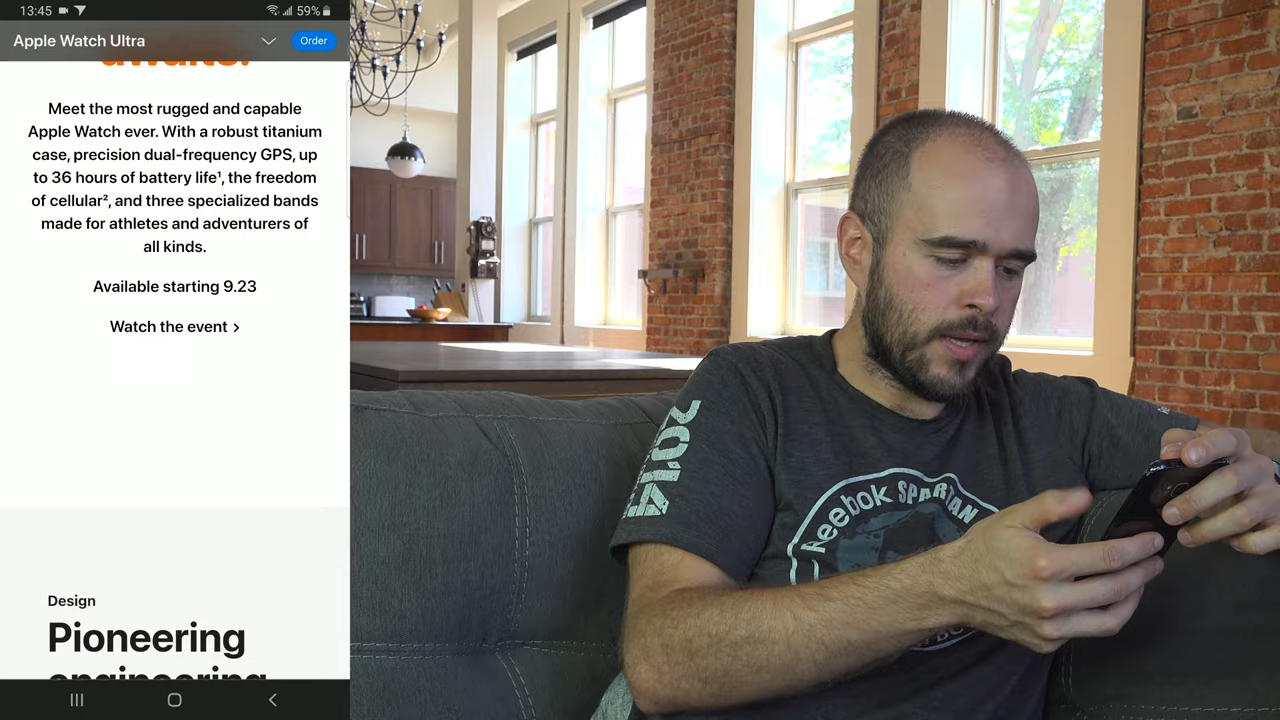 13:45
59%
Apple Watch Ultra
Order
Meet the most rugged and capable
Apple Watch ever. With a robust titanium
case, precision dual-frequency GPS, up
to 36 hours of battery life¹, the freedom
of cellular², and three specialized bands
made for athletes and adventurers of
all kinds.
Available starting 9.23
Watch the event >
Design
Pioneering
engineering
2014
Reebok SPARTAN